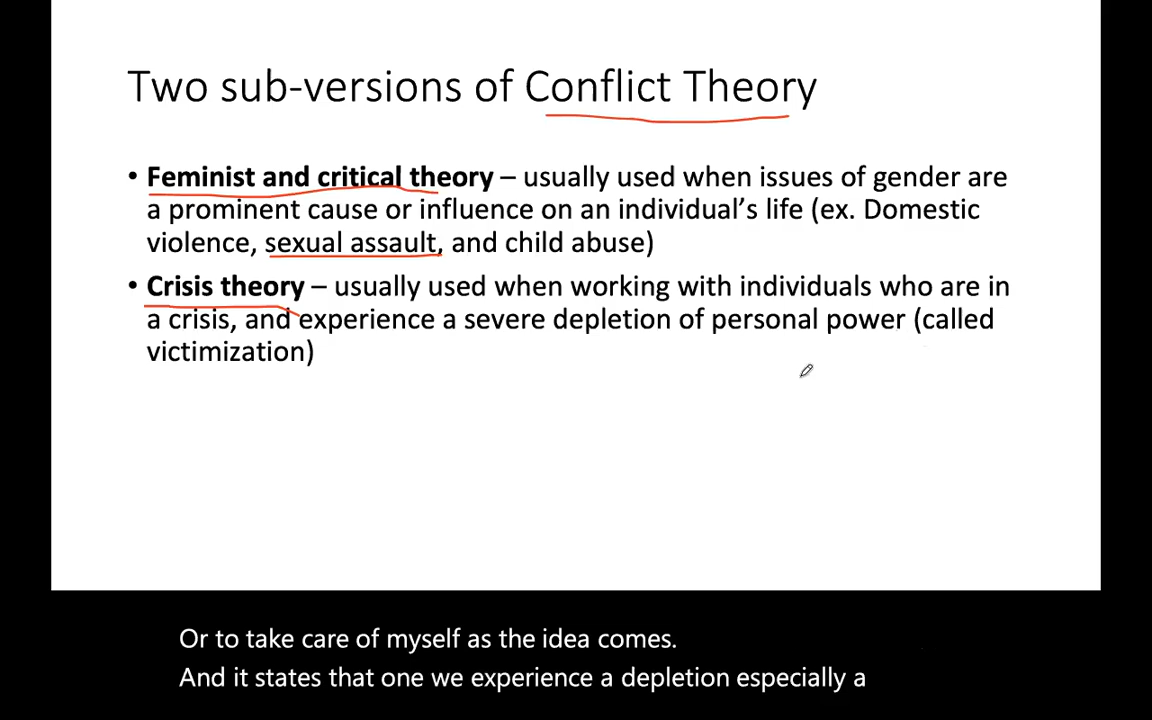 Two sub-versions of Conflict Theory
• Feminist and critical theory – usually used when issues of gender are
a prominent cause or influence on an individual’s life (ex. Domestic
violence, sexual assault, and child abuse)
• Crisis theory – usually used when working with individuals who are in
a crisis, and experience a severe depletion of personal power (called
victimization)
Or to take care of myself as the idea comes.
And it states that one we experience a depletion especially a